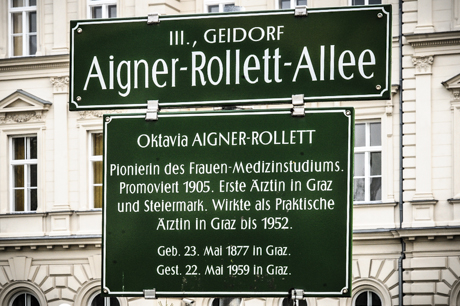 III., GEIDORF
Aigner-Rollett-Allee
Oktavia AIGNER-ROLLETT
Pionierin des Frauen-Medizinstudiums.
Promoviert 1905. Erste Ärztin in Graz
und Steiermark. Wirkte als Praktische
Ärztin in Graz bis 1952.
Geb. 23. Mai 1877 in Graz.
Gest. 22. Mai 1959 in Graz.